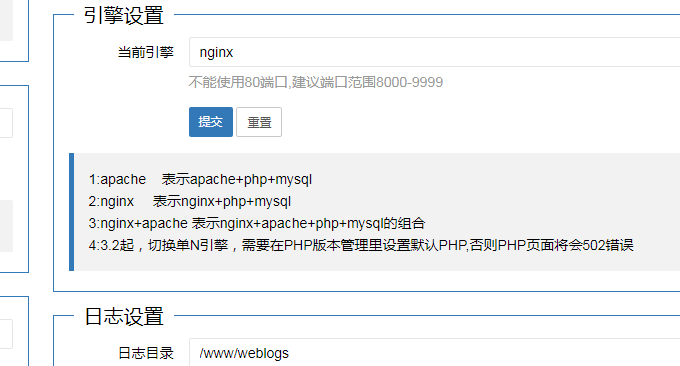 引擎设置
当前引擎 nginx
不能使用80端口,建议端口范围8000-9999
提交 重置
1:apache 表示apache+php+mysql
2:nginx 表示nginx+php+mysql
3:nginx+apache 表示nginx+apache+php+mysql的组合
4:3.2起，切换单N引擎，需要在PHP版本管理里设置默认PHP,否则PHP页面将会502错误
日志设置
日志目录 /www/weblogs